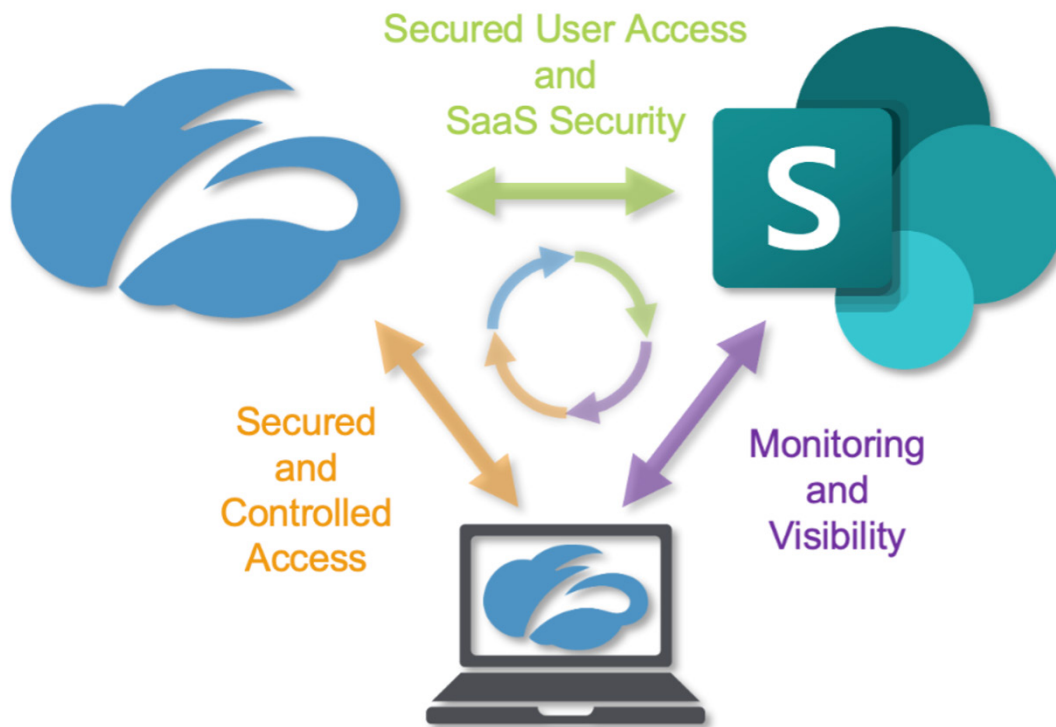 Secured User Access
and
SaaS Security
S
Secured
and
Controlled
Access
Monitoring
and
Visibility